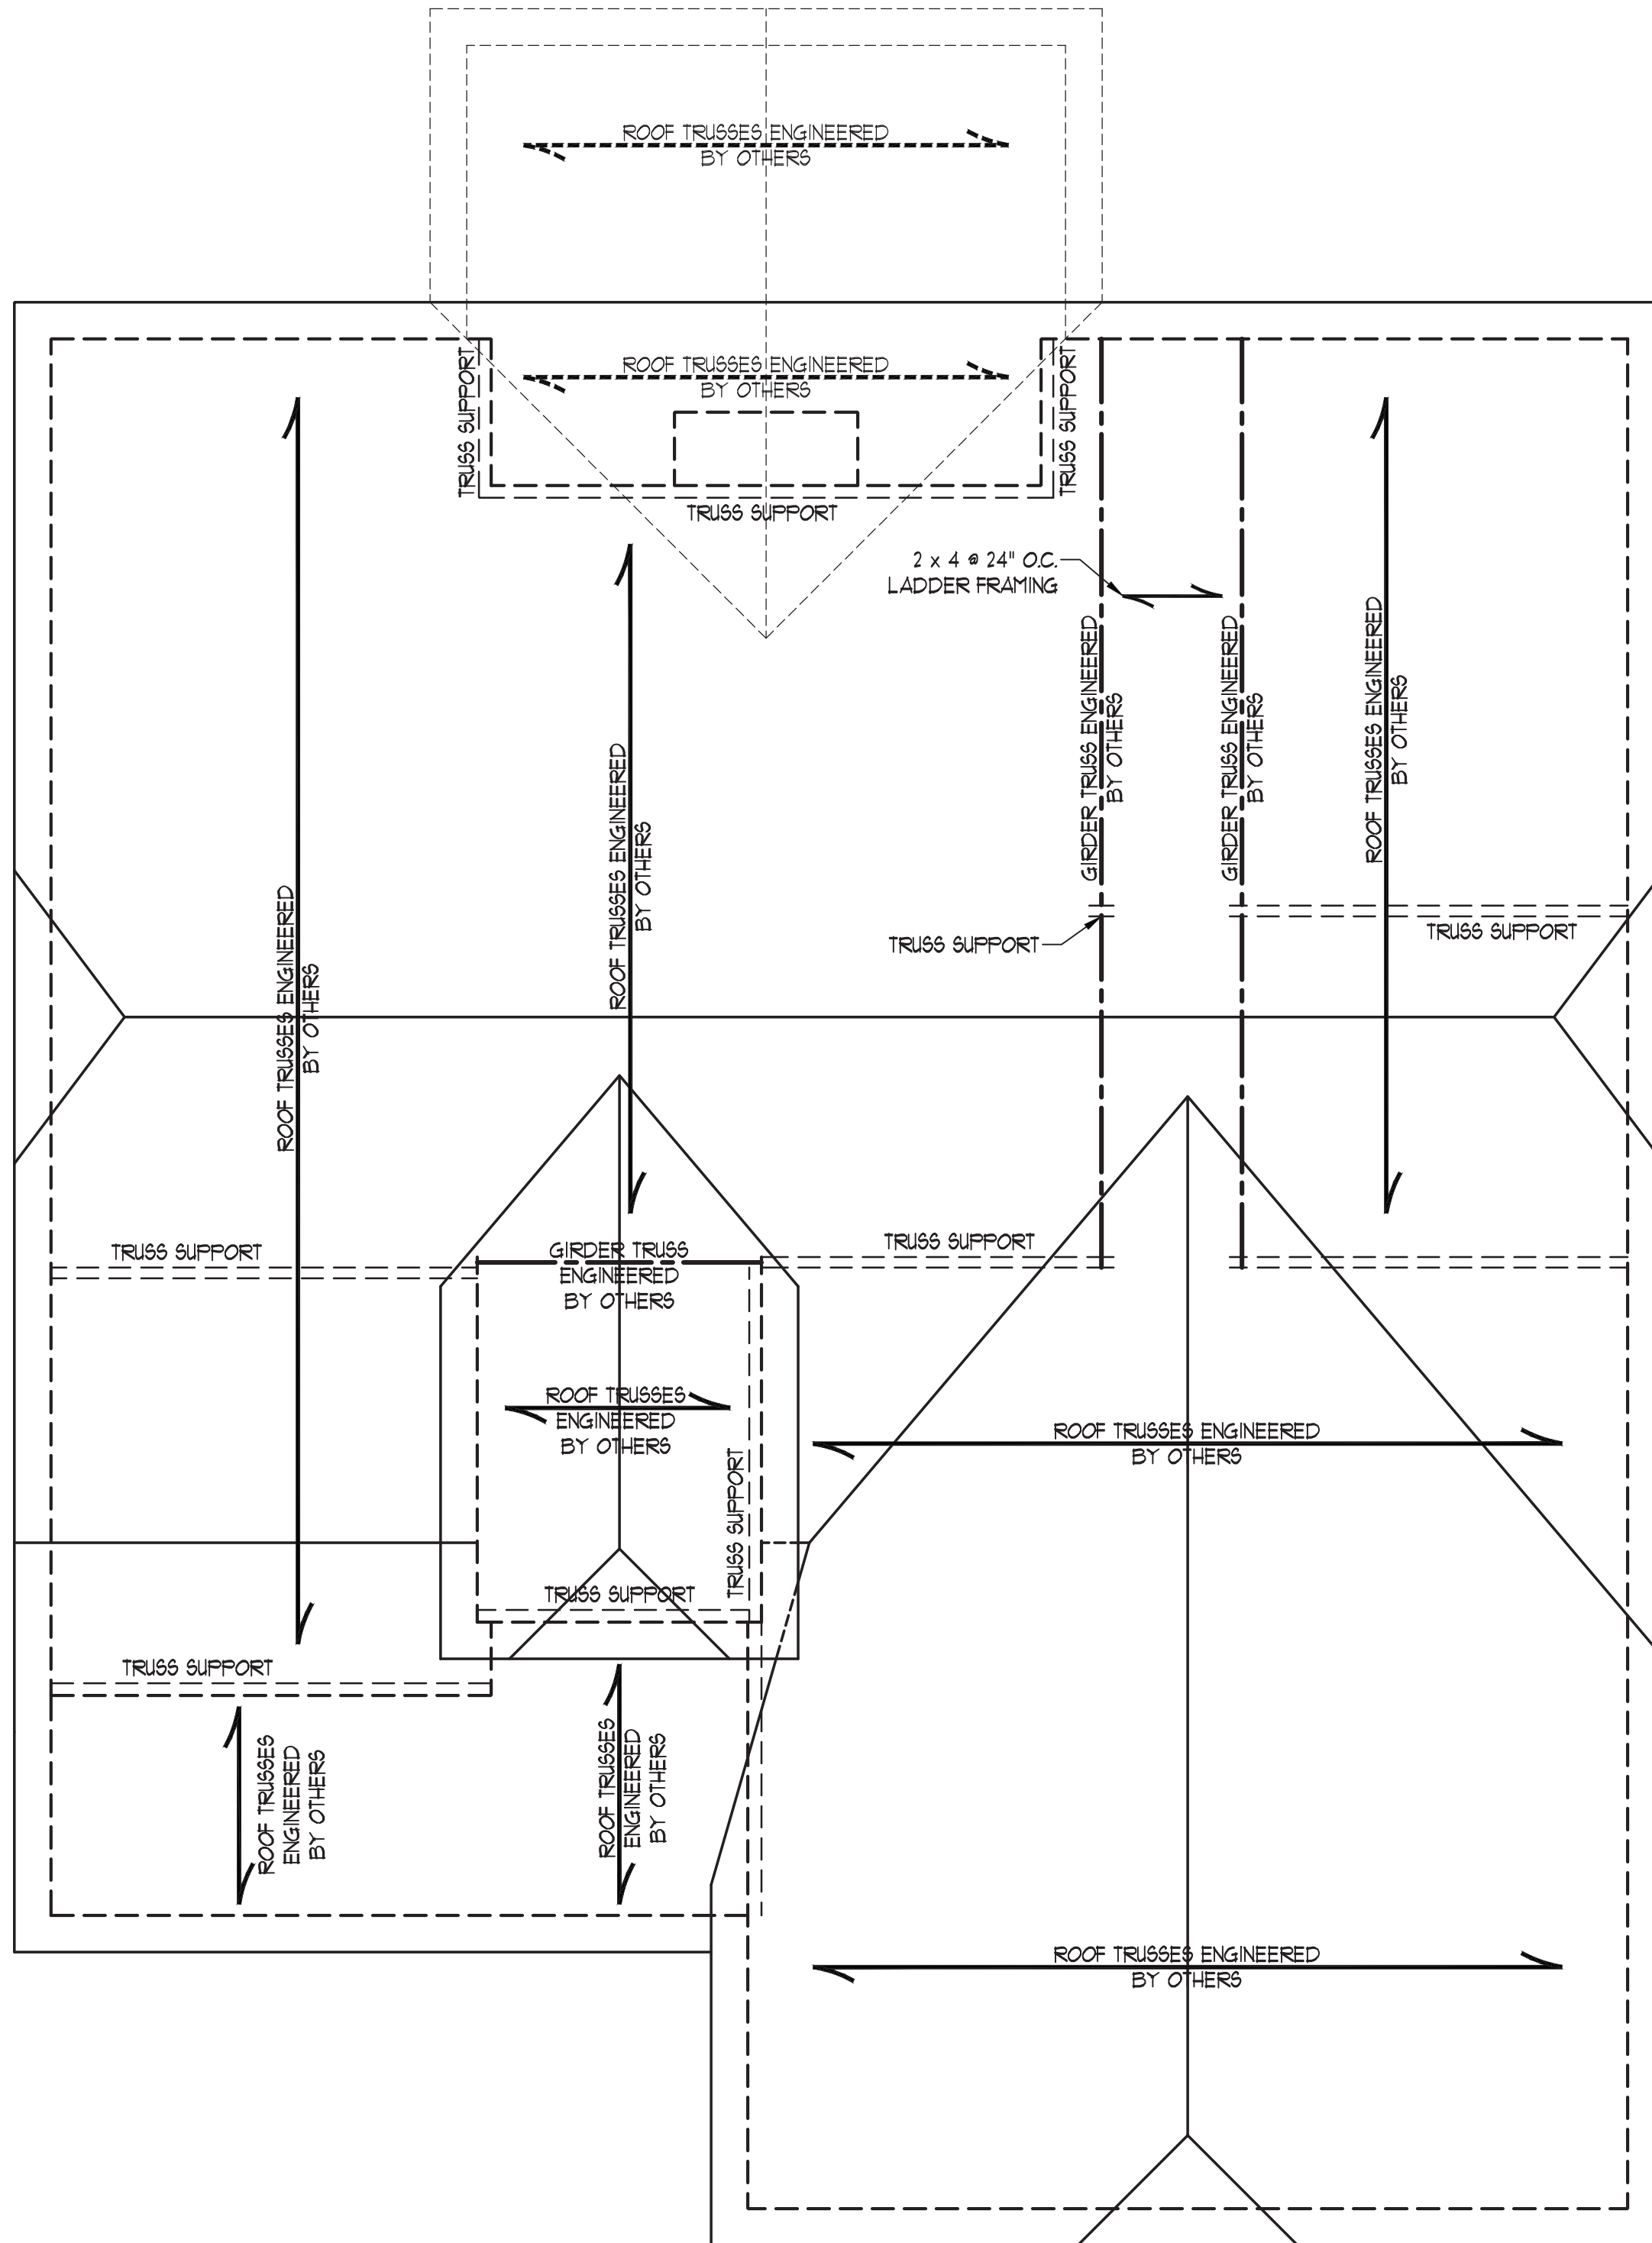 ROOF TRUSSES ENGINEERED
BY OTHERS
ROOF TRUSSES ENGINEERED
BY OTHERS
TRUSS SUPPORT
TRUSS SUPPORT
TRUSS SUPPORT
2 x 4 @ 24" O.C.
LADDER FRAMING
GIRDER TRUSS ENGINEERED
BY OTHERS
GIRDER TRUSS ENGINEERED
BY OTHERS
ROOF TRUSSES ENGINEERED
BY OTHERS
ROOF TRUSSES ENGINEERED
BY OTHERS
ROOF TRUSSES ENGINEERED
BY OTHERS
TRUSS SUPPORT
TRUSS SUPPORT
TRUSS SUPPORT
TRUSS SUPPORT
GIRDER TRUSS
ENGINEERED
BY OTHERS
ROOF TRUSSES
ENGINEERED
BY OTHERS
TRUSS SUPPORT
TRUSS SUPPORT
ROOF TRUSSES ENGINEERED
BY OTHERS
TRUSS SUPPORT
ROOF TRUSSES
ENGINEERED
BY OTHERS
ROOF TRUSSES
ENGINEERED
BY OTHERS
ROOF TRUSSES ENGINEERED
BY OTHERS